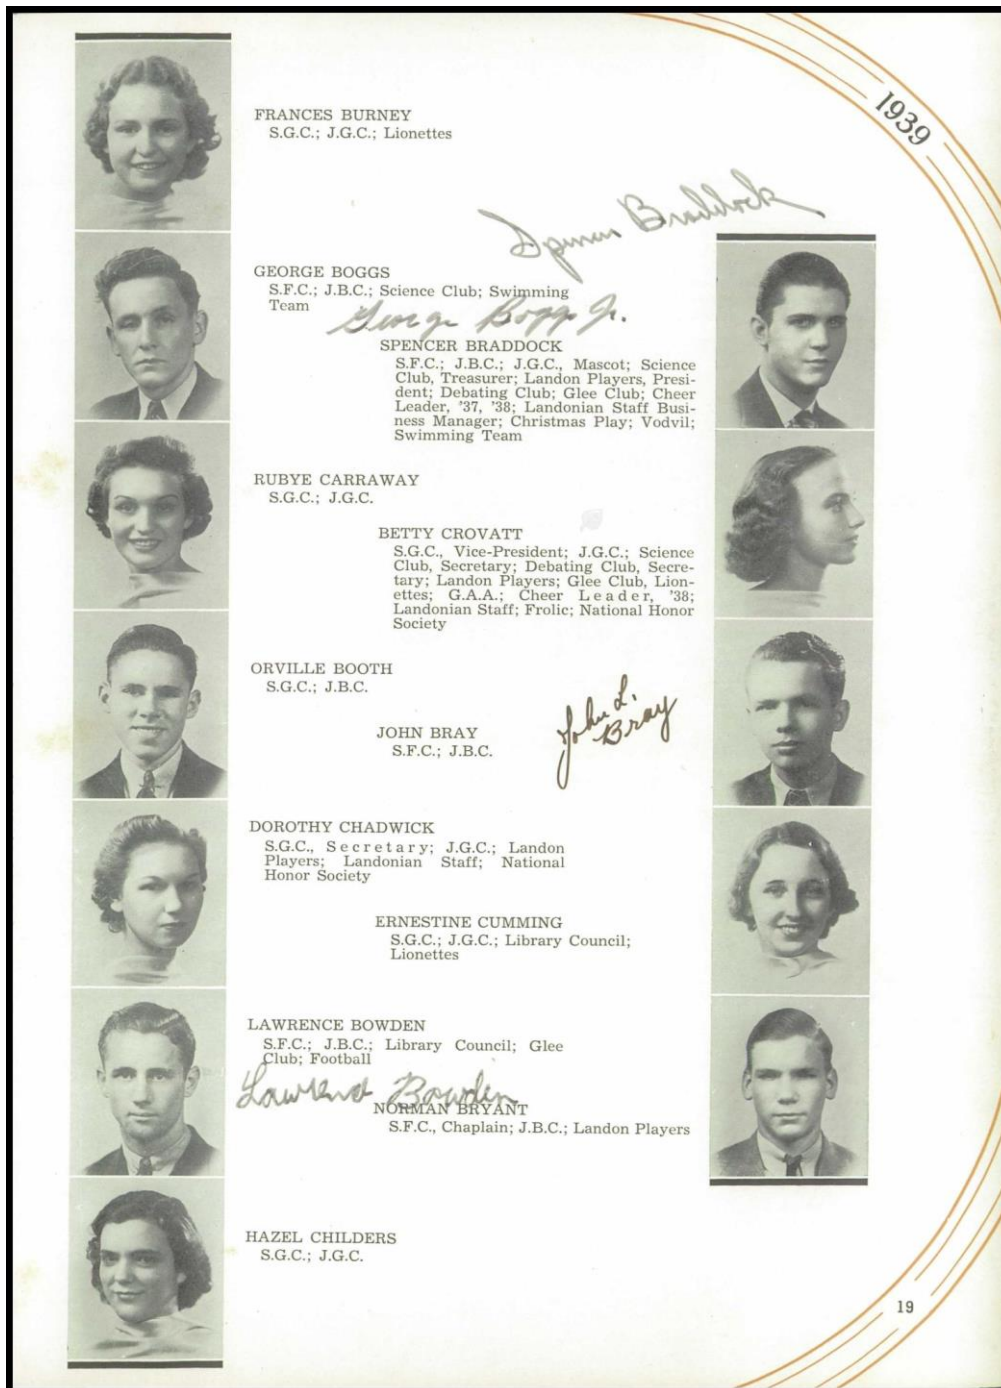 1939
FRANCES BURNEY
S.G.C.; J.G.C.; Lionettes
Spencer Braddock
GEORGE BOGGS
S.F.C.; J.B.C.; Science Club; Swimming
Team
George Boggs Jr.
SPENCER BRADDOCK
S.F.C.; J.B.C.; J.G.C., Mascot; Science
Club, Treasurer; Landon Players, Presi-
dent; Debating Club; Glee Club; Cheer
Leader, '37, '38; Landonian Staff Busi-
ness Manager; Christmas Play; Vodvil;
Swimming Team
RUBYE CARRAWAY
S.G.C.; J.G.C.
BETTY CROVATT
S.G.C., Vice-President; J.G.C.; Science
Club, Secretary; Debating Club, Secre-
tary; Landon Players; Glee Club, Lion-
ettes; G.A.A.; Cheer Leader, '38;
Landonian Staff; Frolic; National Honor
Society
ORVILLE BOOTH
S.G.C.; J.B.C.
John L.
Bray
JOHN BRAY
S.F.C.; J.B.C.
DOROTHY CHADWICK
S.G.C., Secretary; J.G.C.; Landon
Players; Landonian Staff; National
Honor Society
ERNESTINE CUMMING
S.G.C.; J.G.C.; Library Council;
Lionettes
LAWRENCE BOWDEN
S.F.C.; J.B.C.; Library Council; Glee
Club; Football
Lawrence Bowden
NORMAN BRYANT
S.F.C., Chaplain; J.B.C.; Landon Players
HAZEL CHILDERS
S.G.C.; J.G.C.
19